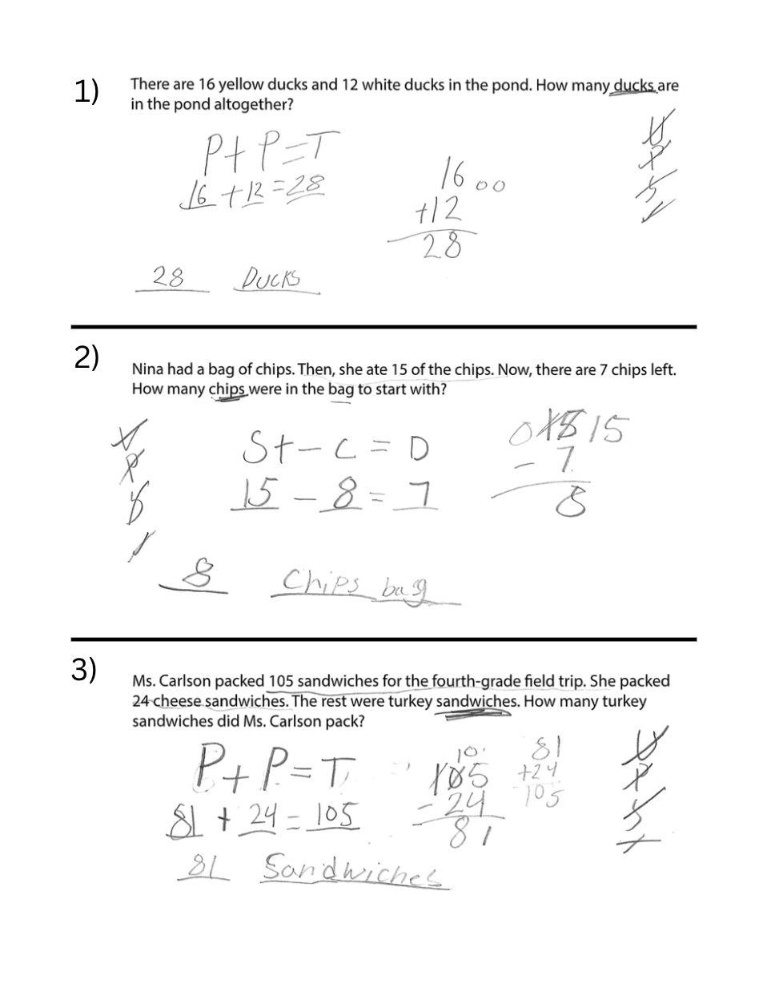 1)
There are 16 yellow ducks and 12 white ducks in the pond. How many ducks are
in the pond altogether?
P+ P=T
16 +12 =28
16 00
+12
28
28 Ducks
U
P
S
✓
2)
Nina had a bag of chips. Then, she ate 15 of the chips. Now, there are 7 chips left.
How many chips were in the bag to start with?
St - C = D
15 - 8 = 7
0 15 15
- 7
8
8 Chips bag
P
3)
Ms. Carlson packed 105 sandwiches for the fourth-grade field trip. She packed
24 cheese sandwiches. The rest were turkey sandwiches. How many turkey
sandwiches did Ms. Carlson pack?
P+ P=T
81 + 24 = 105
10
105
- 24
81
81
+24
105
U
P
S
81 Sandwiches